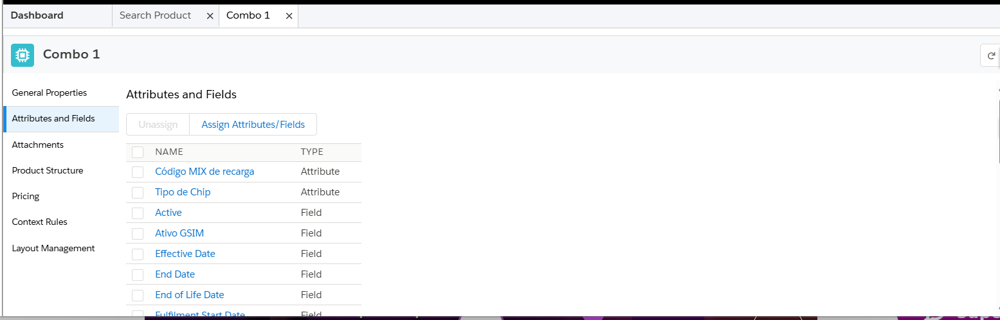 Dashboard
Search Product
Combo 1
Combo 1
General Properties
Attributes and Fields
Attachments
Product Structure
Pricing
Context Rules
Layout Management
Attributes and Fields
Unassign
Assign Attributes/Fields
NAME TYPE
Código MIX de recarga Attribute
Tipo de Chip Attribute
Active Field
Ativo GSIM Field
Effective Date Field
End Date Field
End of Life Date Field
Fulfilment Start Date Field